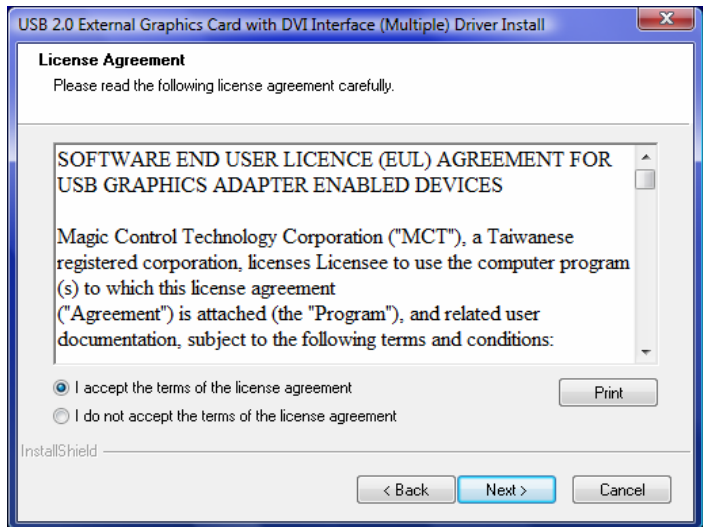 USB 2.0 External Graphics Card with DVI Interface (Multiple) Driver Install
License Agreement
Please read the following license agreement carefully.
SOFTWARE END USER LICENCE (EUL) AGREEMENT FOR
USB GRAPHICS ADAPTER ENABLED DEVICES
Magic Control Technology Corporation ("MCT"), a Taiwanese
registered corporation, licenses Licensee to use the computer program
(s) to which this license agreement
("Agreement") is attached (the "Program"), and related user
documentation, subject to the following terms and conditions:
I accept the terms of the license agreement
Print
I do not accept the terms of the license agreement
InstallShield
< Back
Next >
Cancel